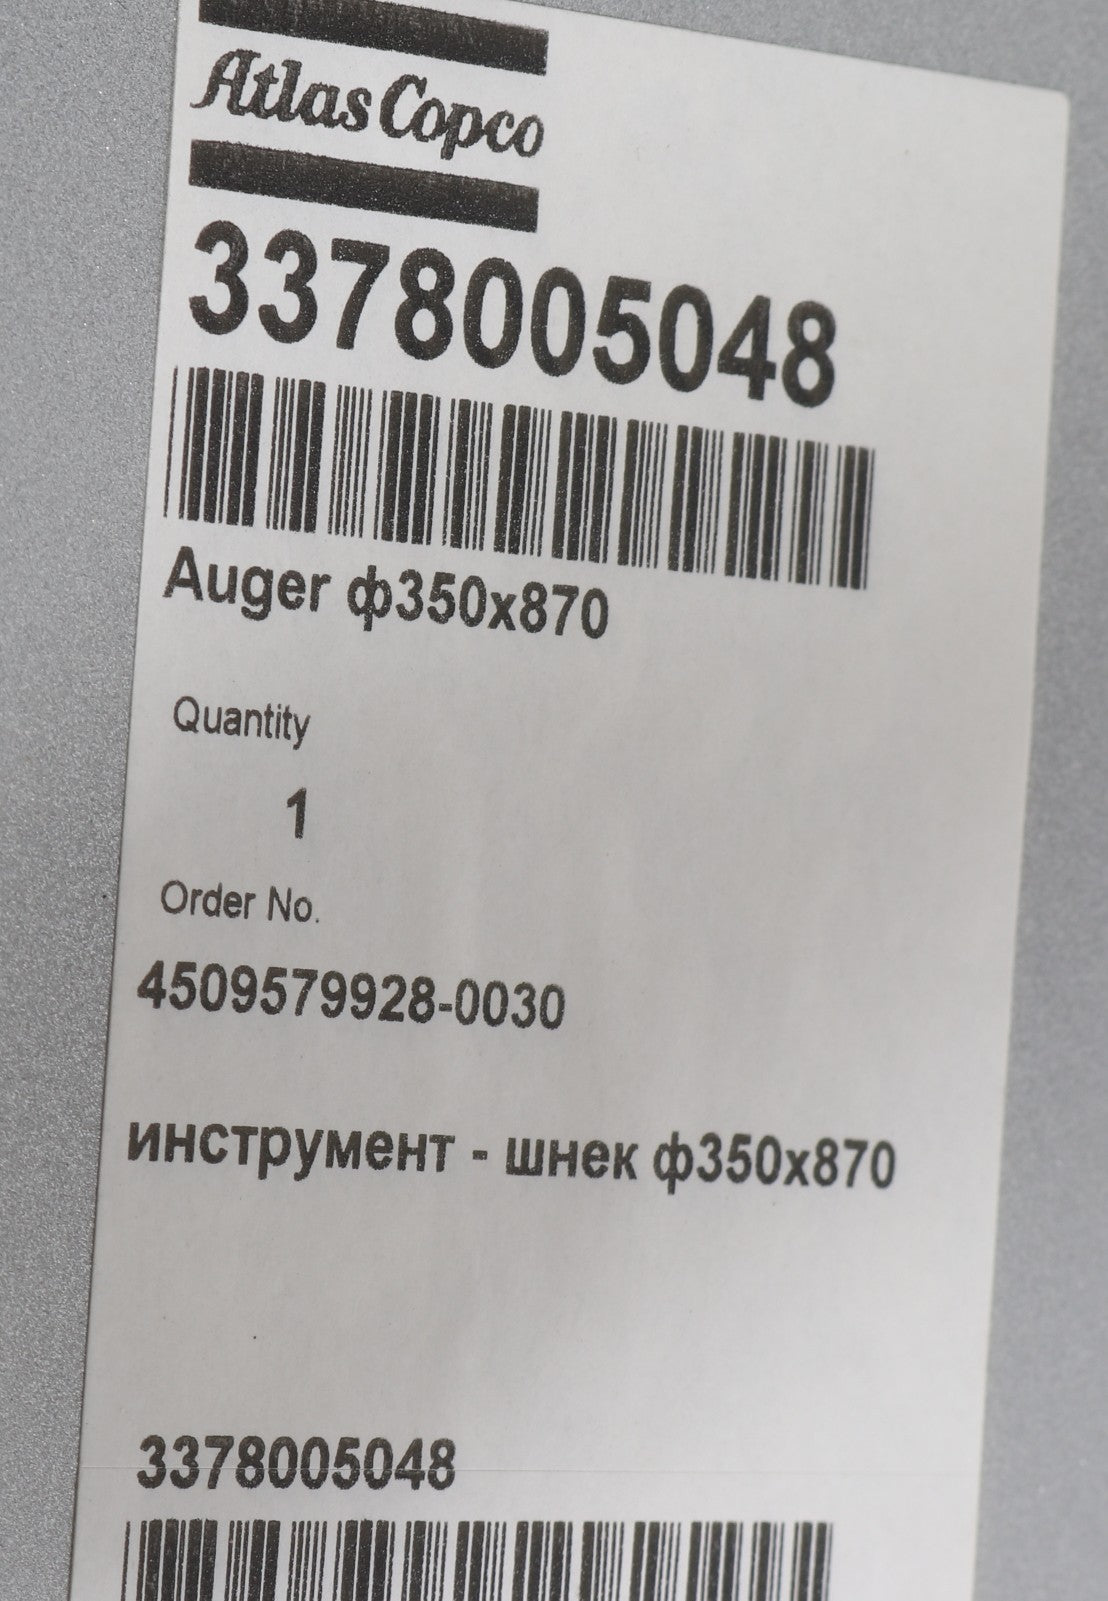 Atlas Copco
3378005048
Auger ф350x870
Quantity
1
Order No.
4509579928-0030
инструмент - шнек ф350x870
3378005048